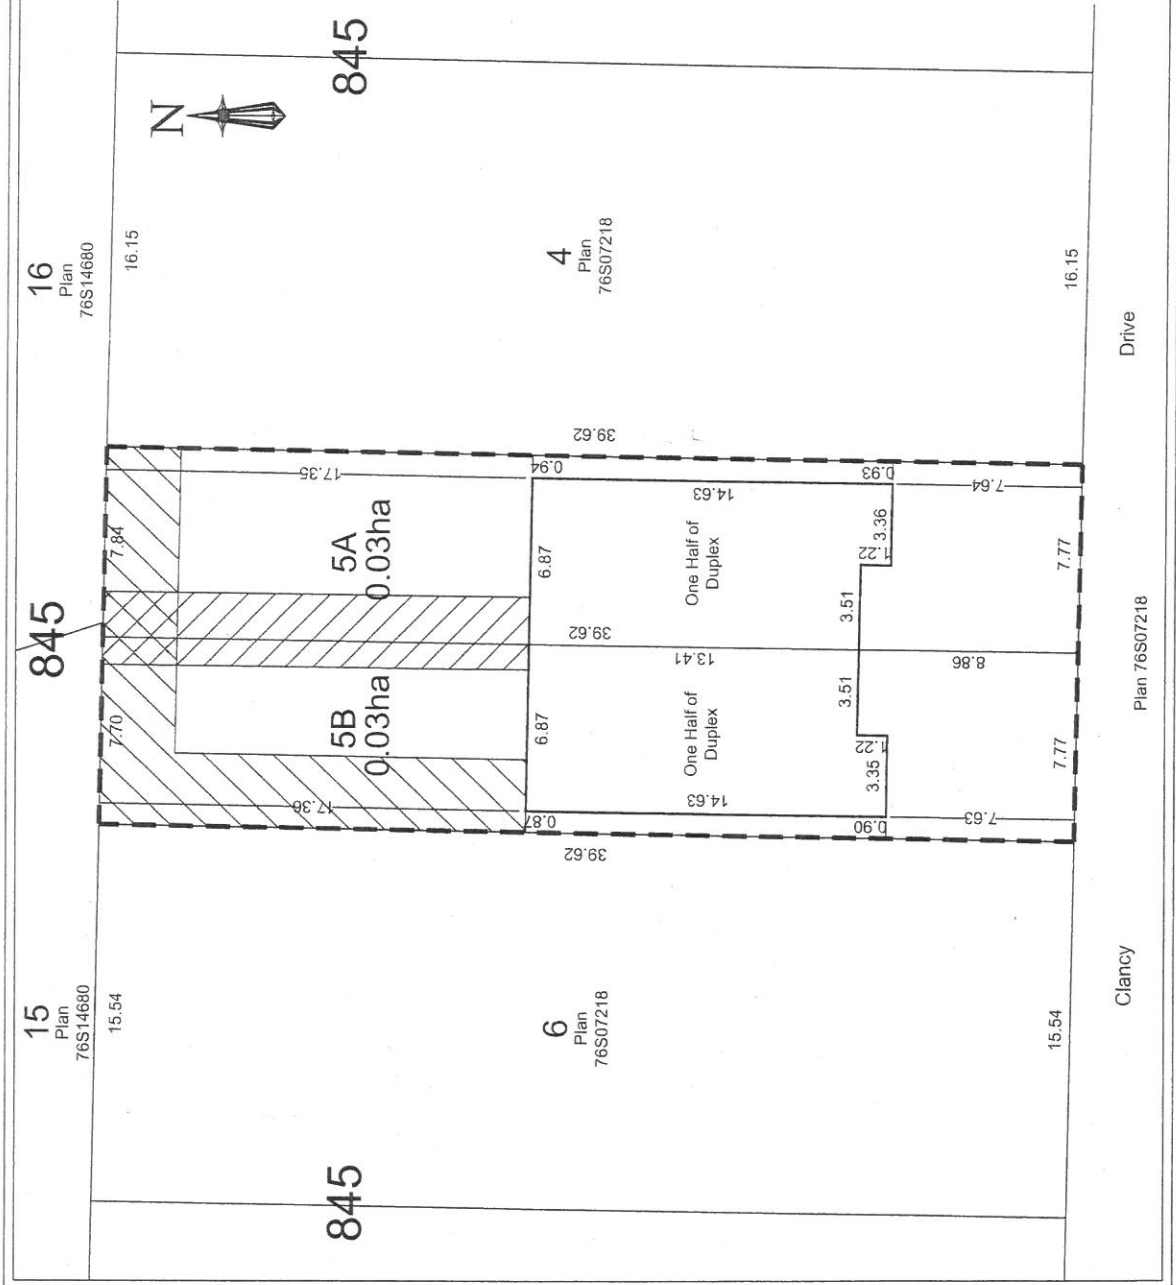 845
N
16
Plan
76S14680
16.15
4
Plan
76S07218
16.15
Drive
39.62
17.35
0.94
14.63
0.93
7.64
7.84
5A
0.03ha
6.87
One Half of
Duplex
3.36
1.22
3.51
7.77
845
39.62
13.41
8.86
Plan 76S07218
7.70
5B
0.03ha
6.87
One Half of
Duplex
3.51
1.22
3.35
7.77
17.36
0.87
14.63
0.90
7.63
39.62
15
Plan
76S14680
15.54
6
Plan
76S07218
15.54
Clancy
845